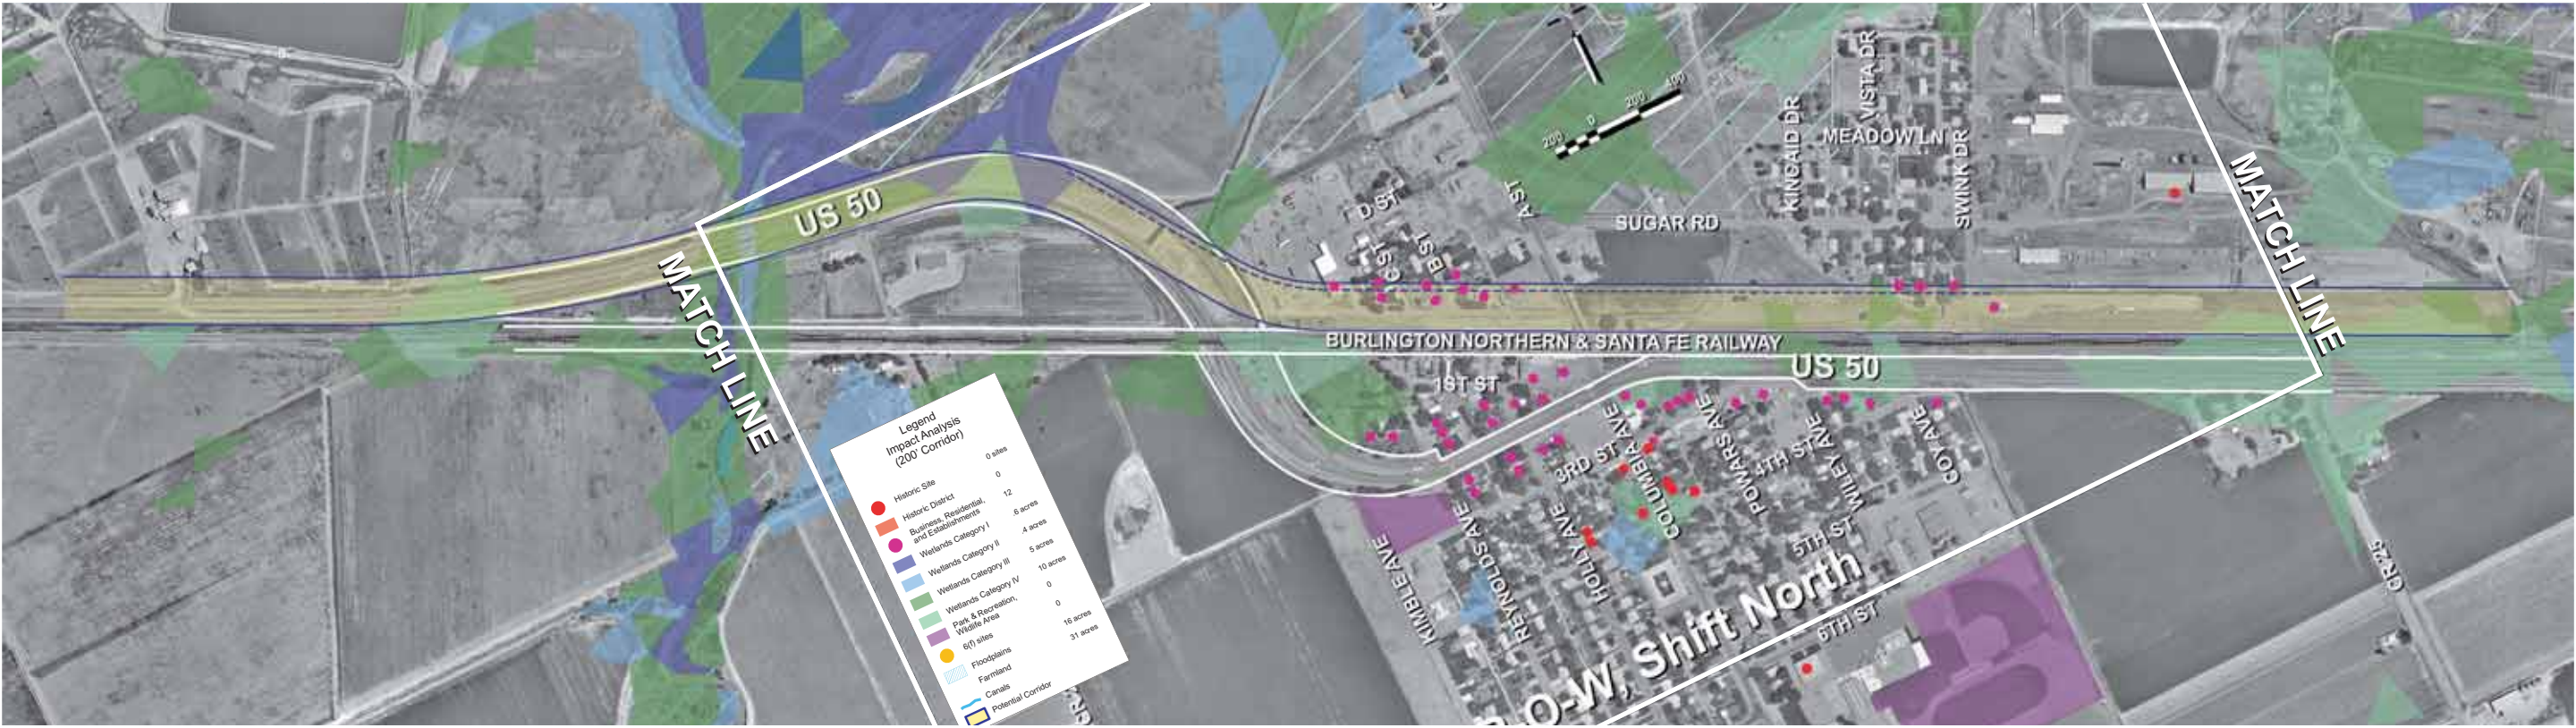 US 50
MATCH LINE
D ST
C ST
B ST
A ST
200 0 200 400
SUGAR RD
KINCAID DR
VISTA DR
MEADOW LN
SWINK DR
MATCH LINE
BURLINGTON NORTHERN & SANTA FE RAILWAY
US 50
1ST ST
3RD ST
COLUMBIA AVE
COLUMBIA
POWARS AVE
4TH ST
WILEY AVE
COY AVE
5TH ST
KIMBLE AVE
REYNOLDS AVE
HOLLY AVE
6TH ST
CR 25
O-W, Shift North
Legend
Impact Analysis
(200' Corridor)
Historic Site 0 sites
Historic District 0
Business, Residential,
and Establishments 12
Wetlands Category I .6 acres
Wetlands Category II .4 acres
Wetlands Category III 5 acres
Wetlands Category IV 10 acres
Park & Recreation,
Wildlife Area 0
6(f) sites 0
Floodplains 16 acres
Farmland 31 acres
Canals
Potential Corridor